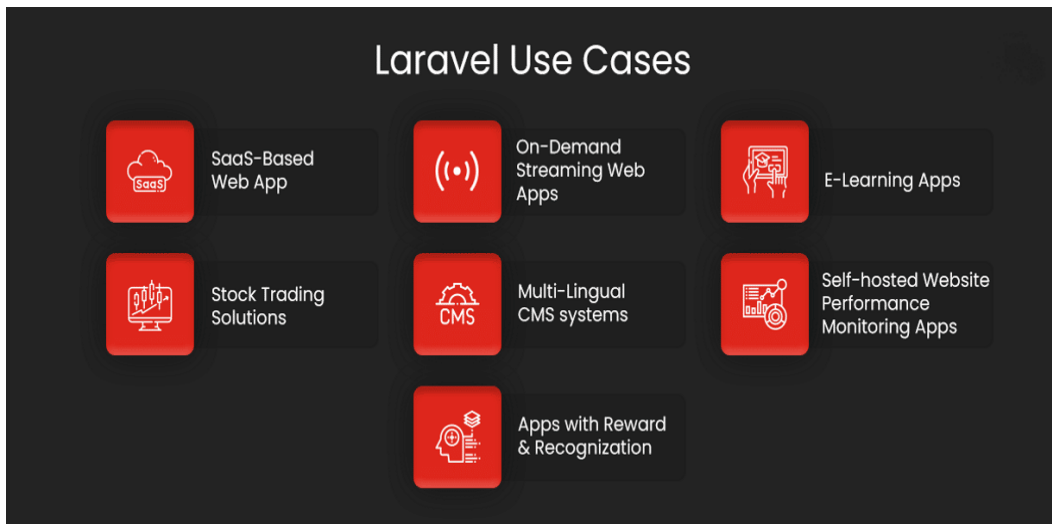 Laravel Use Cases
SaaS
SaaS-Based
Web App
On-Demand
Streaming Web
Apps
E-Learning Apps
Stock Trading
Solutions
CMS
Multi-Lingual
CMS systems
Self-hosted Website
Performance
Monitoring Apps
Apps with Reward
& Recognization